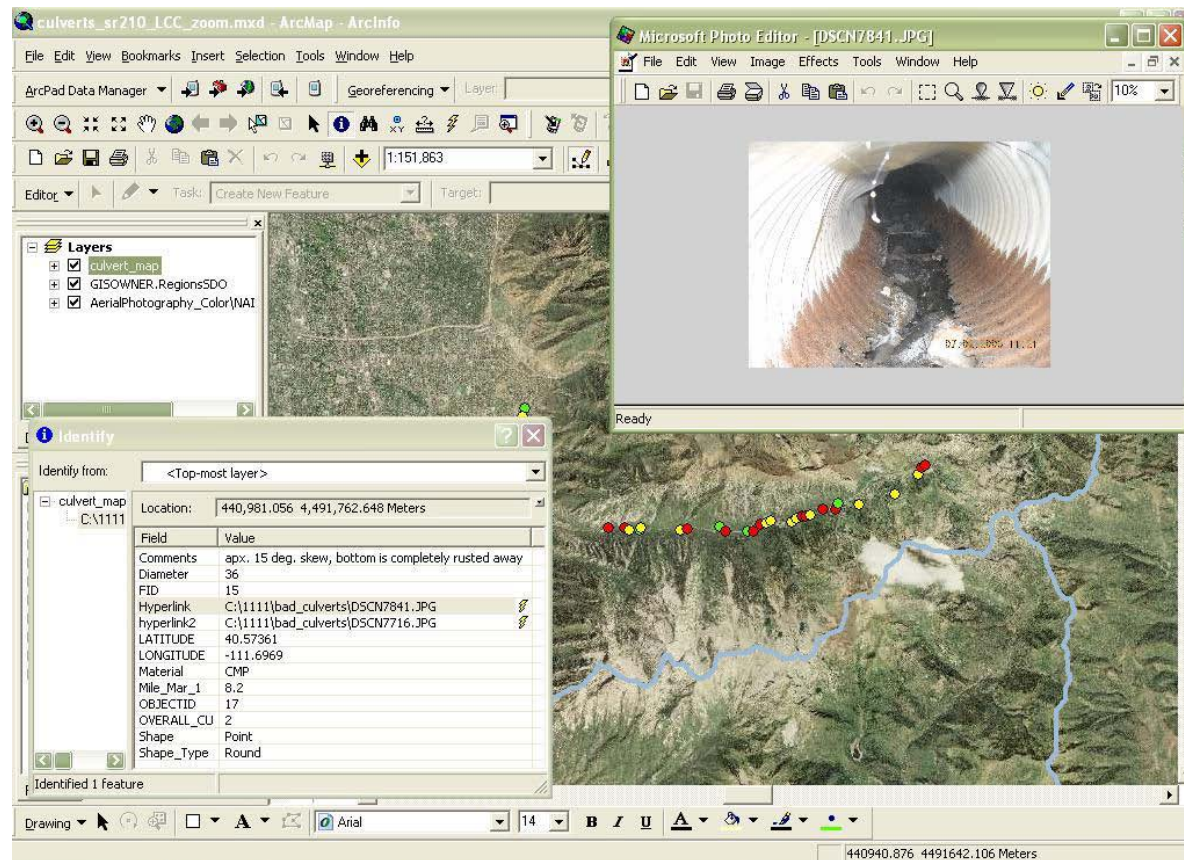 culverts_sr210_LCC_zoom.mxd - ArcMap - ArcInfo
File Edit View Bookmarks Insert Selection Tools Window Help
ArcPad Data Manager Georeferencing Layer:
1:151,863
Editor Task: Create New Feature Target:
Layers
culvert_map
GISOWNER.RegionsSDO
AerialPhotography_Color\NAI
Microsoft Photo Editor - [DSCN7841.JPG]
File Edit View Image Effects Tools Window Help
10%
Ready
Identify
Identify from: <Top-most layer>
culvert_map
C:\1111
Location: 440,981.056 4,491,762.648 Meters
Field Value
Comments apx. 15 deg. skew, bottom is completely rusted away
Diameter 36
FID 15
Hyperlink C:\1111\bad_culverts\DSCN7841.JPG
hyperlink2 C:\1111\bad_culverts\DSCN7716.JPG
LATITUDE 40.57361
LONGITUDE -111.6969
Material CMP
Mile_Mar_1 8.2
OBJECTID 17
OVERALL_CU 2
Shape Point
Shape_Type Round
Identified 1 feature
Drawing A Arial 14 B I U A
440940.876 4491642.106 Meters